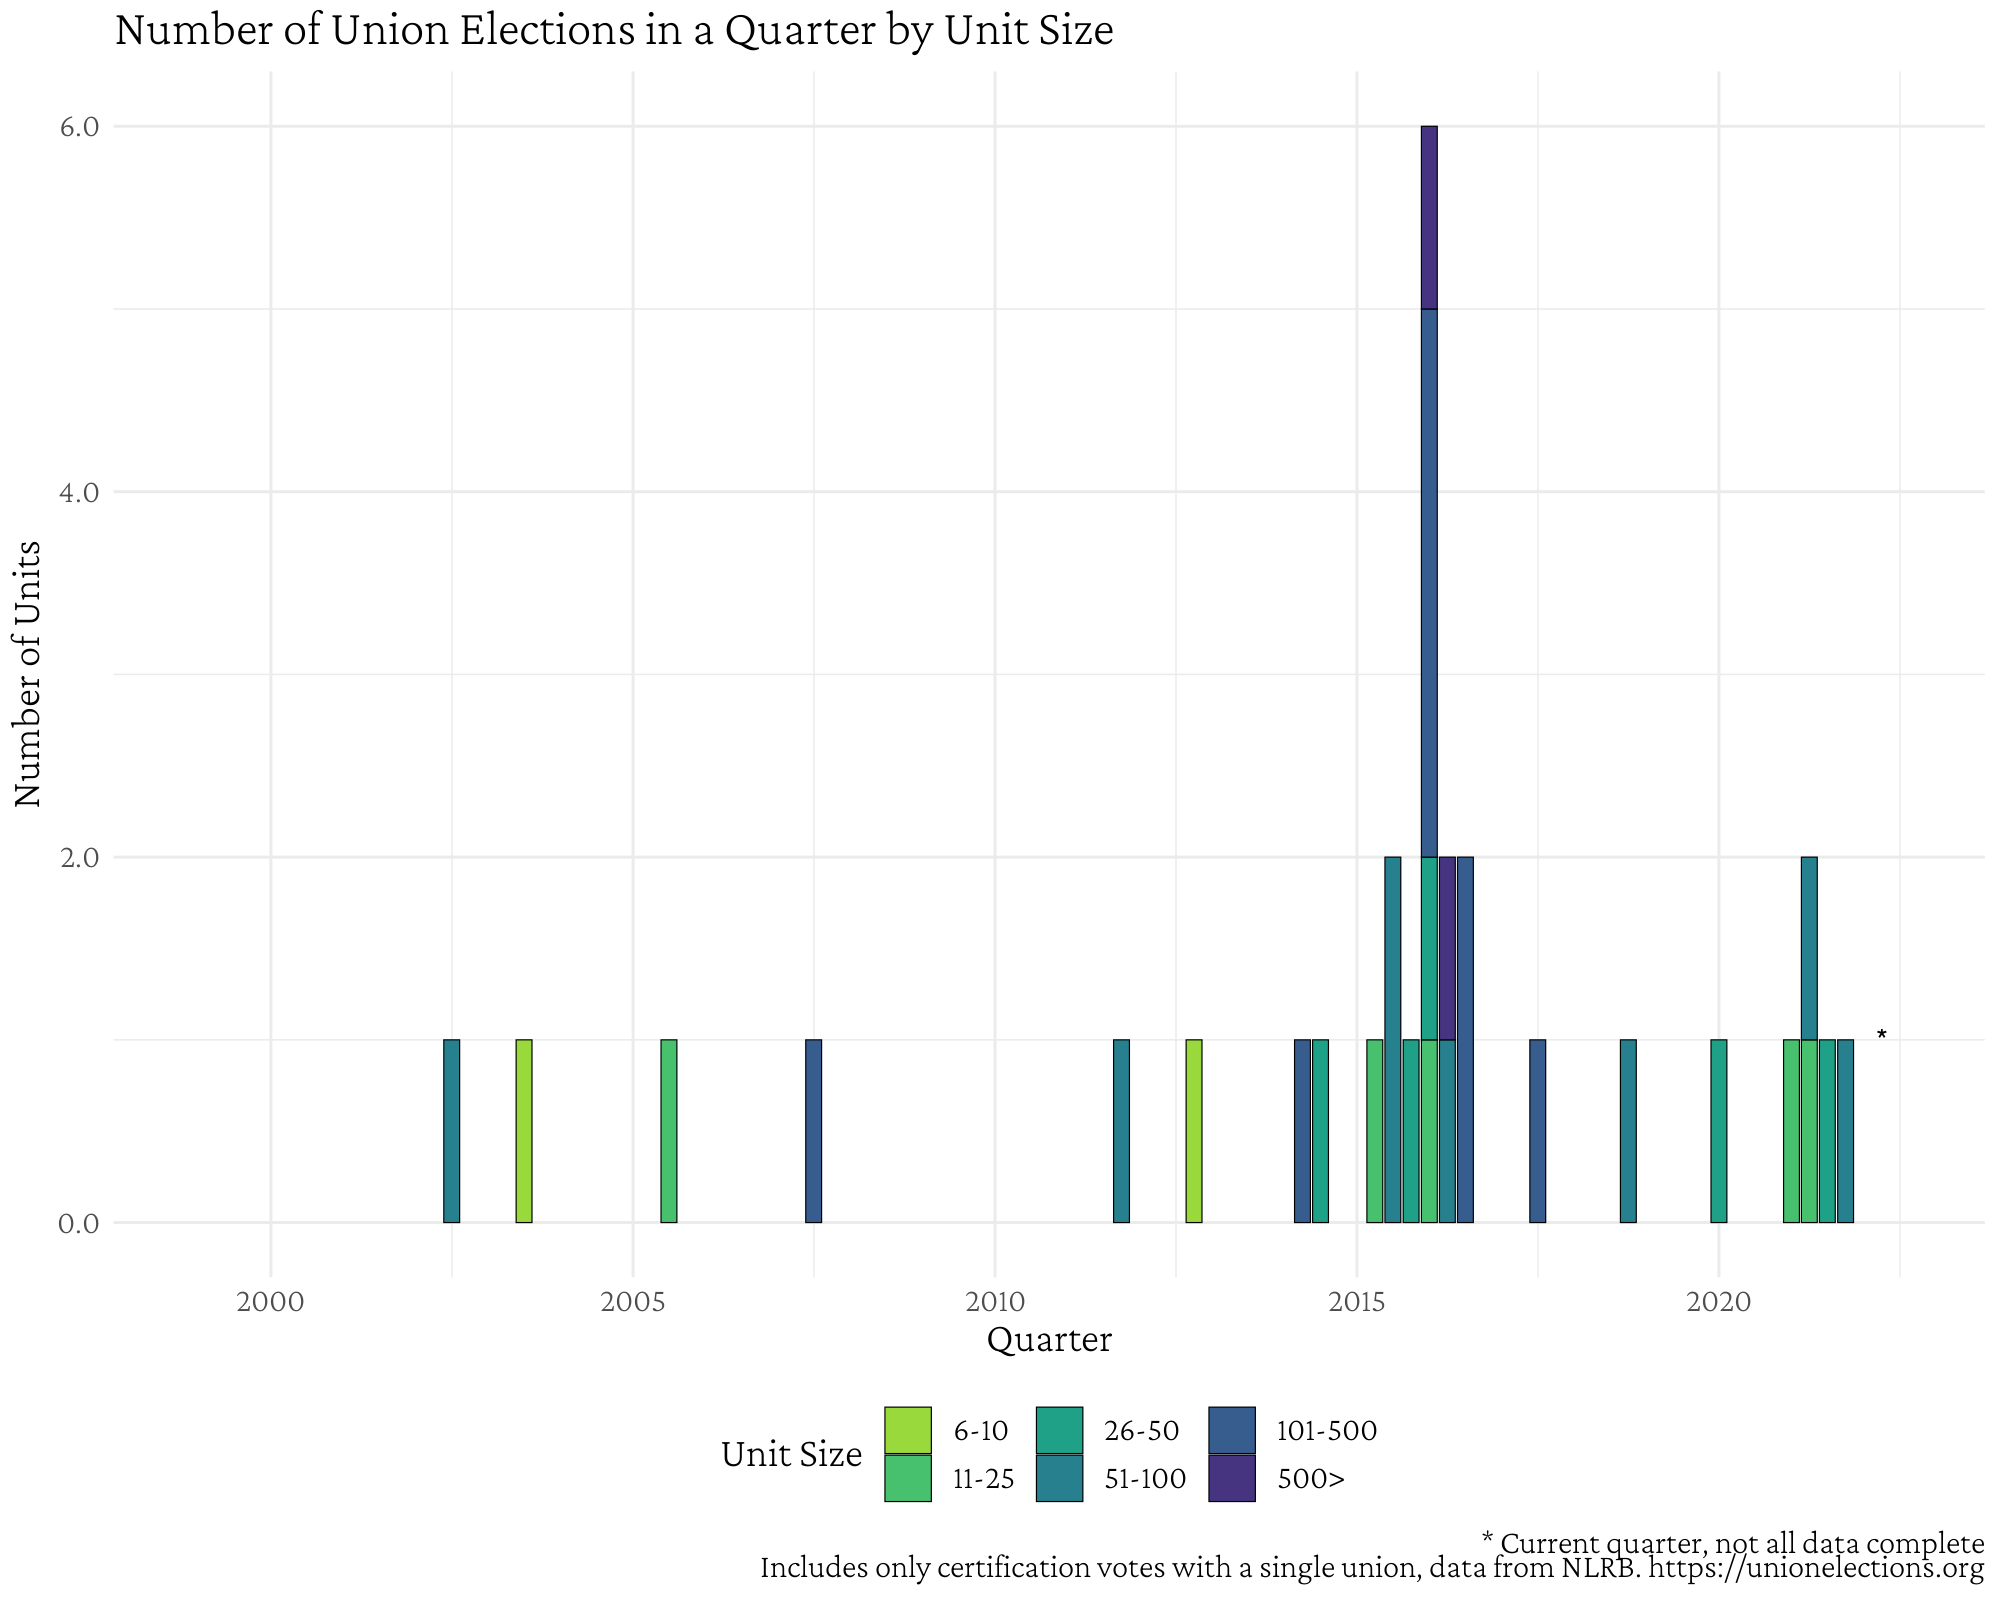 Number of Union Elections in a Quarter by Unit Size
6.0
4.0
2.0
0.0
Number of Units
*
2000 2005 2010 2015 2020
Quarter
Unit Size
6-10 26-50 101-500
11-25 51-100 500>
* Current quarter, not all data complete
Includes only certification votes with a single union, data from NLRB. https://unionelections.org